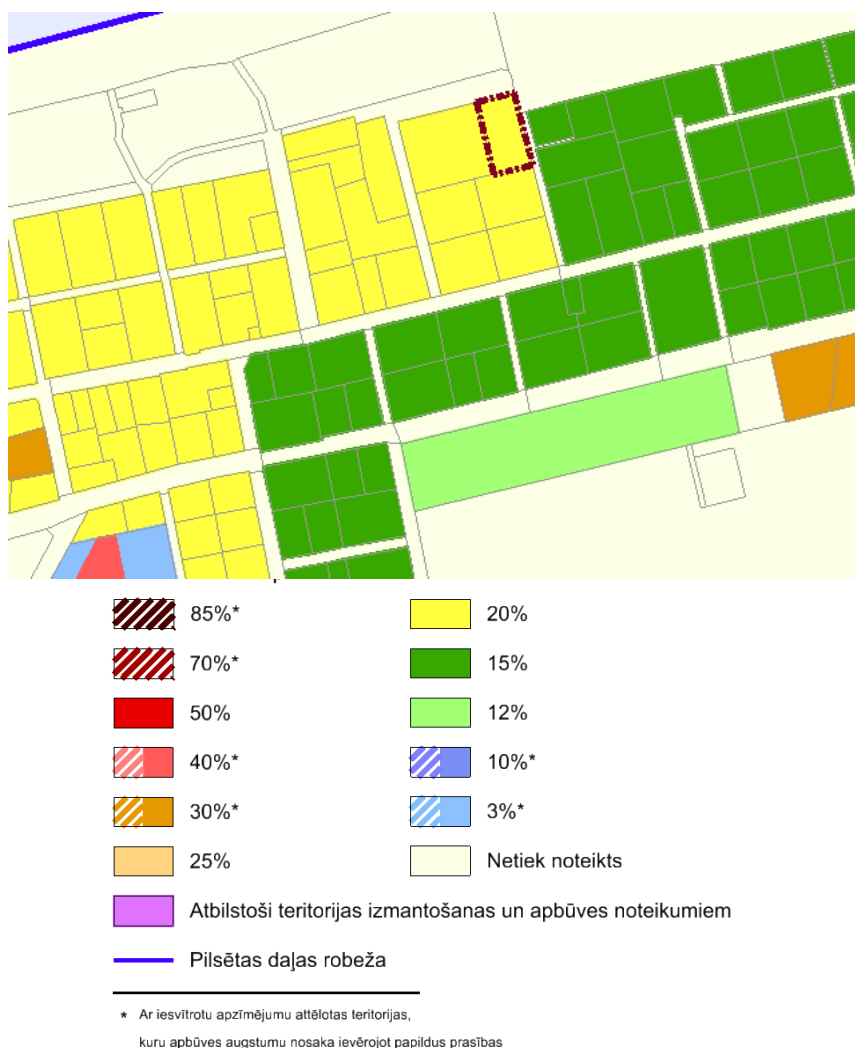 85%* 20%
70%* 15%
50% 12%
40%* 10%*
30%* 3%*
25% Netiek noteikts
Atbilstoši teritorijas izmantošanas un apbūves noteikumiem
Pilsētas daļas robeža
* Ar iesvītrotu apzīmējumu attēlotas teritorijas,
kuru apbūves augstumu nosaka ievērojot papildus prasības